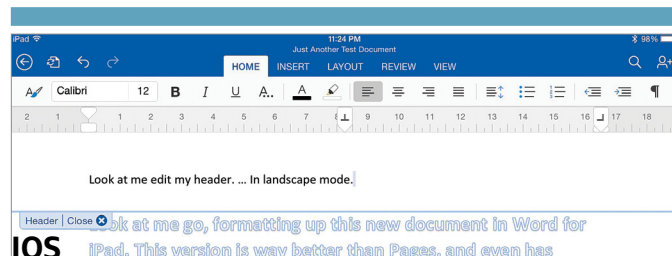 iPad 11:24 PM 98%
Just Another Test Document
HOME INSERT LAYOUT REVIEW VIEW
Calibri 12 B I U A.. A
2 1 1 2 3 4 5 6 7 8 9 10 11 12 13 14 15 16 17 18
Look at me edit my header. ... In landscape mode.
Header | Close
ok at me go, formatting up this new document in Word for
iPad. This version is way better than Pages, and even has
IOS